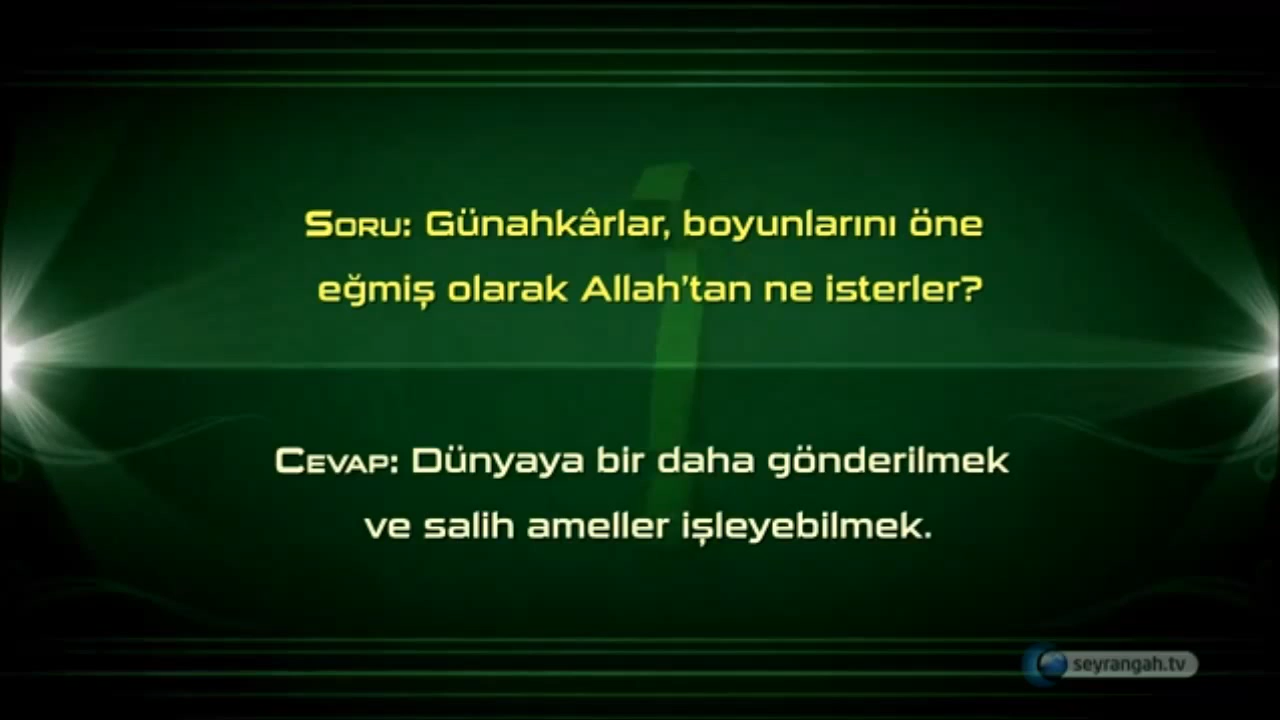 Soru: Günahkârlar, boyunlarını öne
eğmiş olarak Allah'tan ne isterler?
Cevap: Dünyaya bir daha gönderilmek
ve salih ameller işleyebilmek.
seyrangah.tv